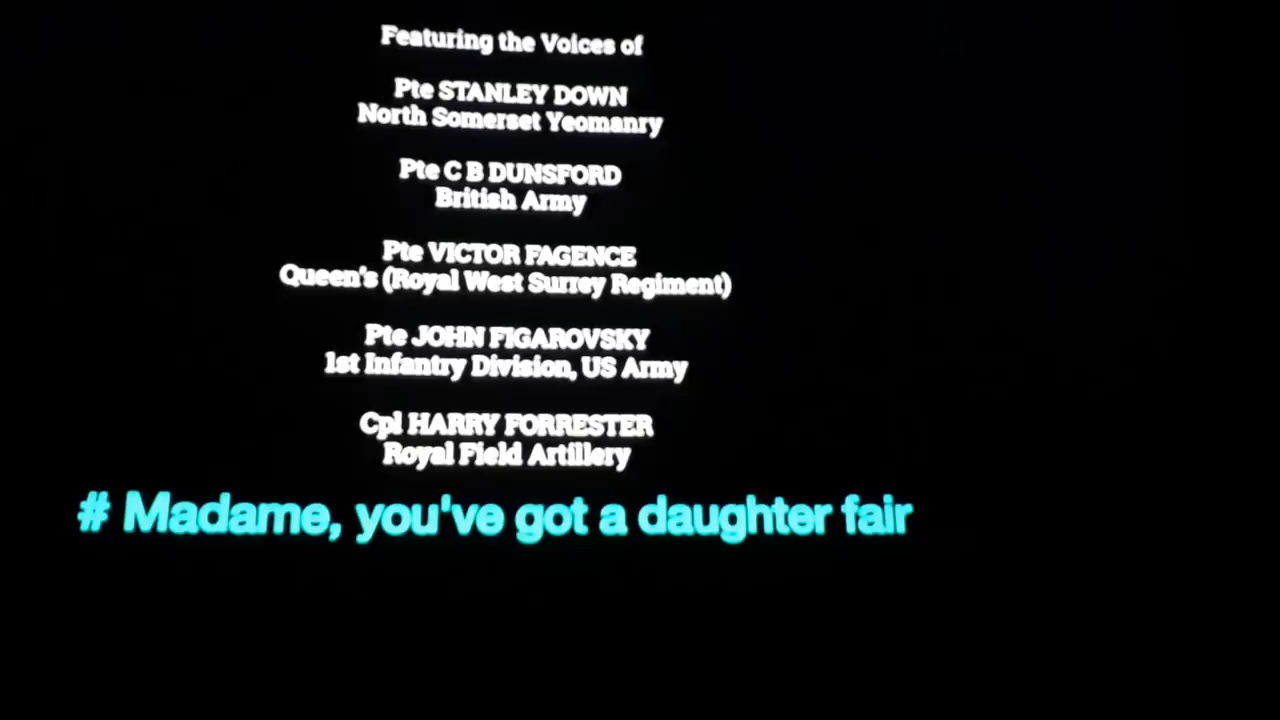 Featuring the Voices of
Pte STANLEY DOWN
North Somerset Yeomanry
Pte C B DUNSFORD
British Army
Pte VICTOR FAGENCE
Queen's (Royal West Surrey Regiment)
Pte JOHN FIGAROVSKY
1st Infantry Division, US Army
Cpl HARRY FORRESTER
Royal Field Artillery
# Madame, you've got a daughter fair